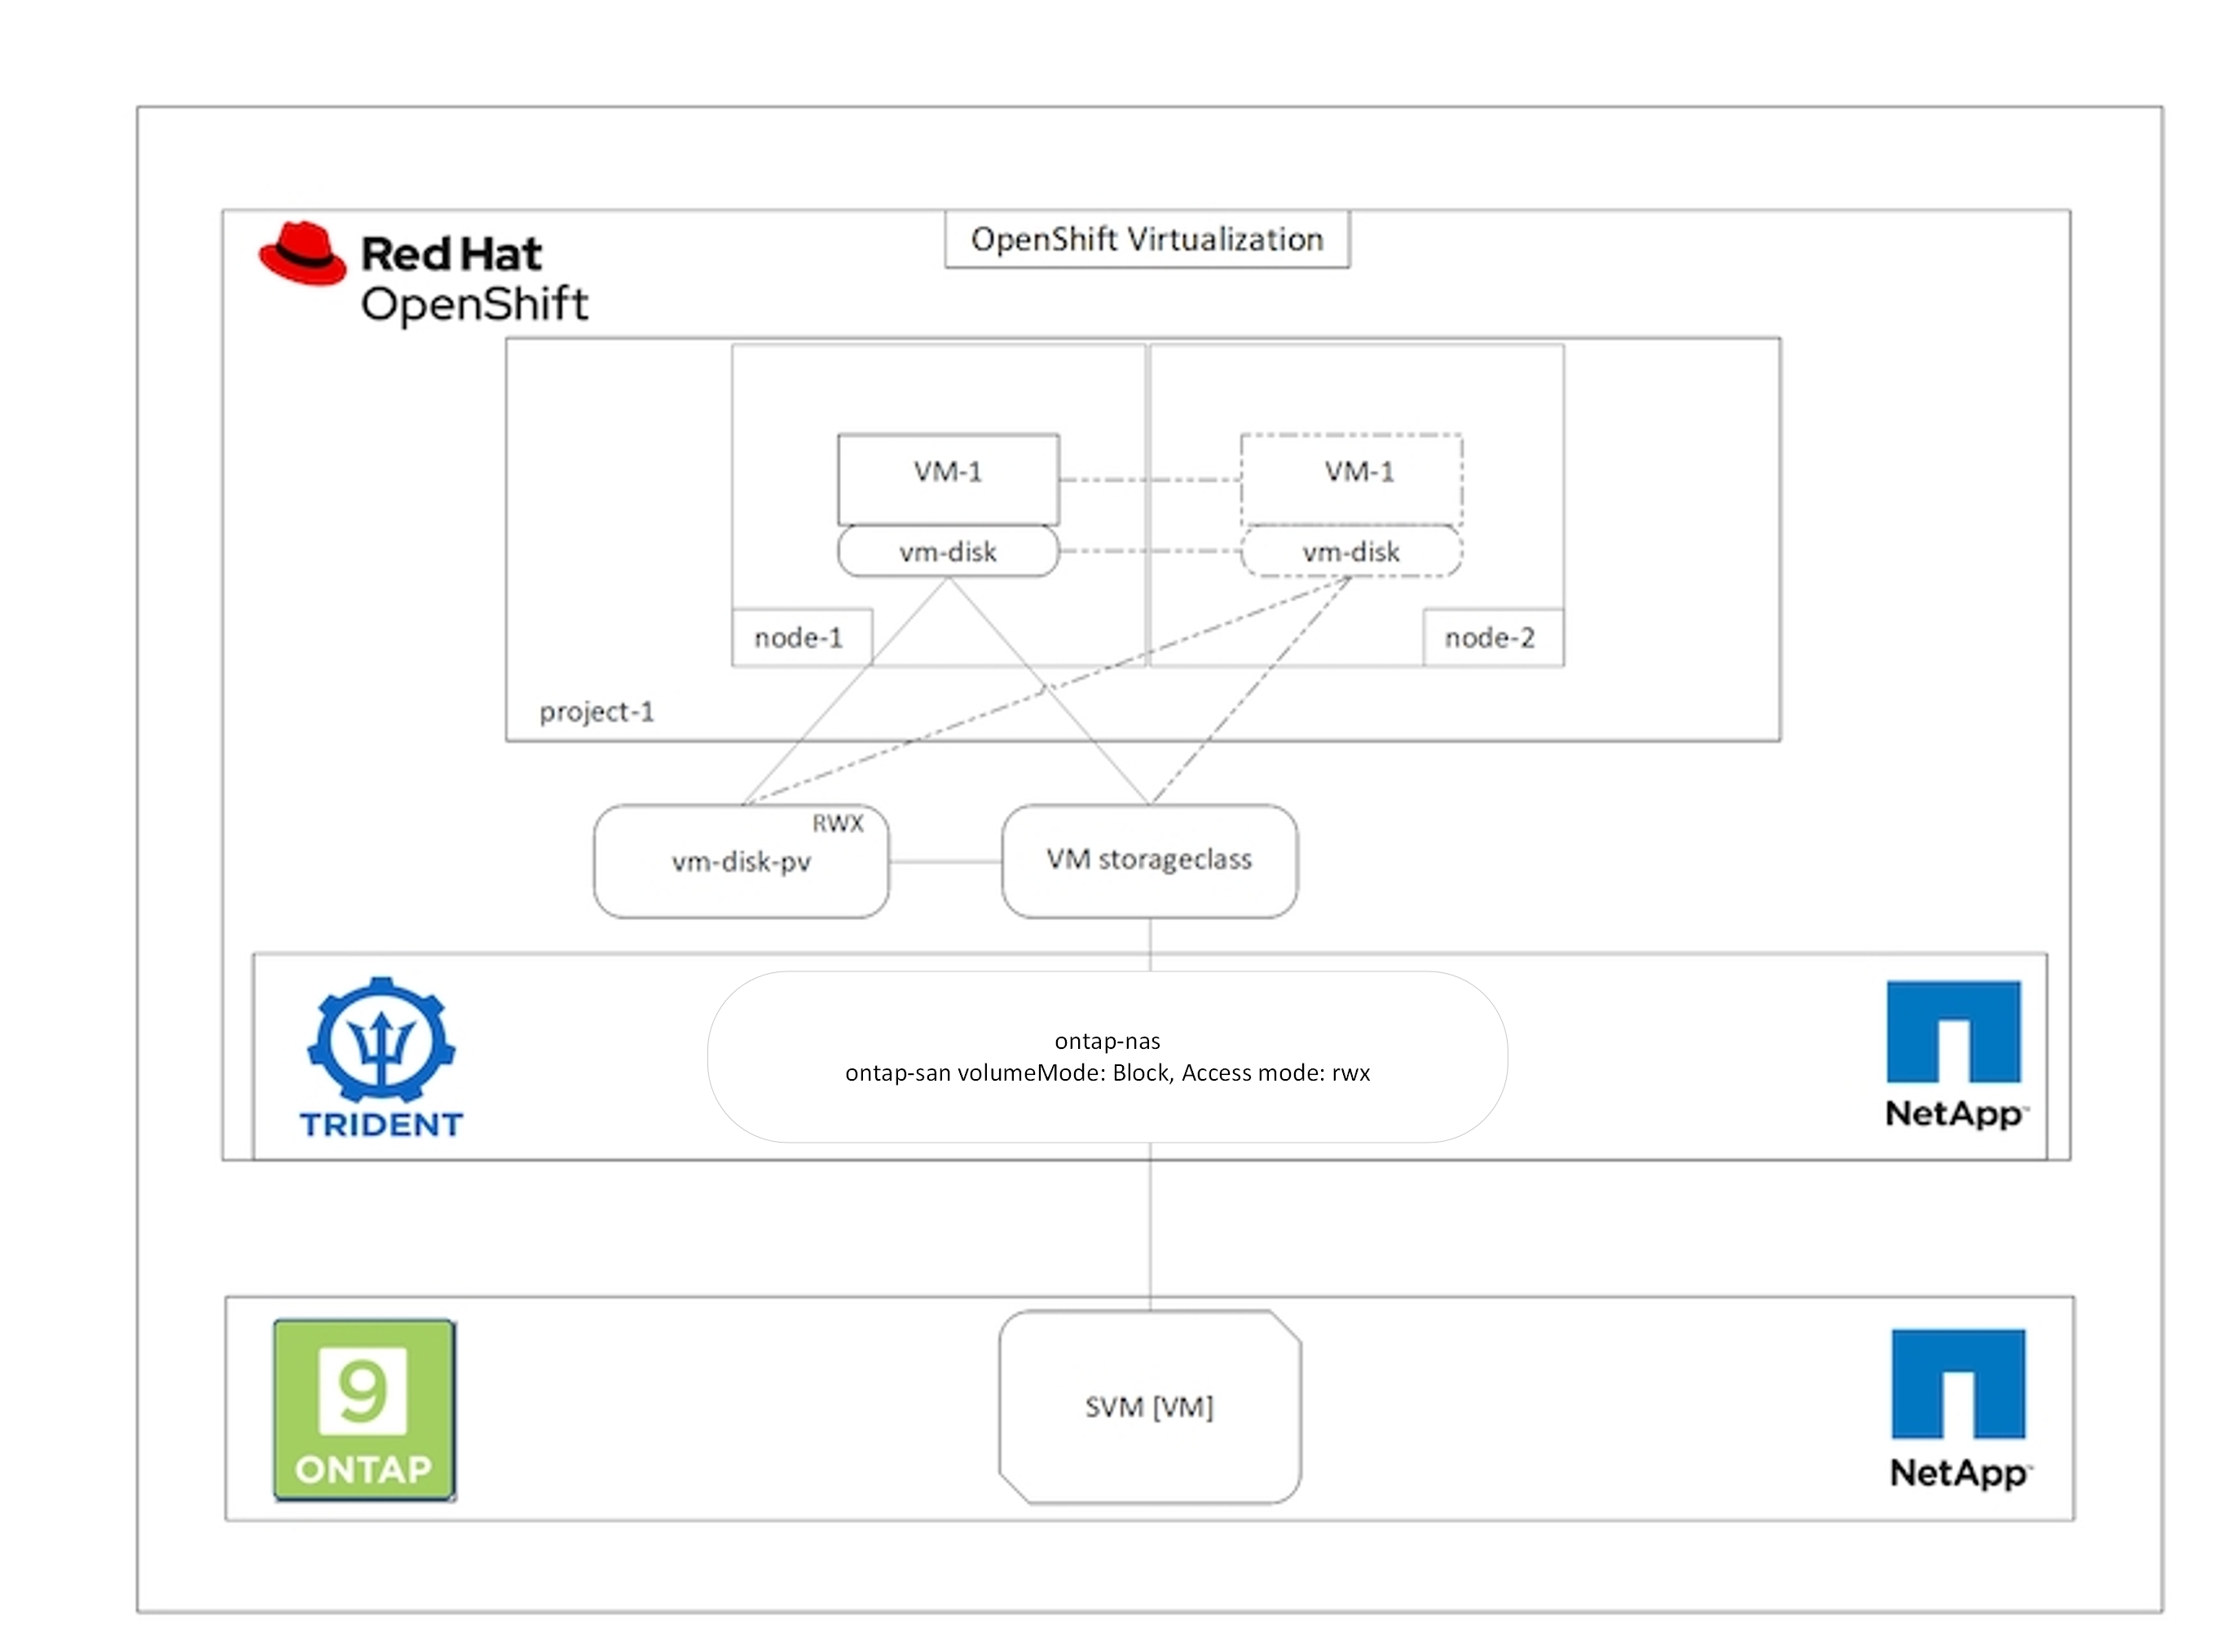 OpenShift Virtualization
Red Hat
OpenShift
VM-1
VM-1
vm-disk
vm-disk
node-1
node-2
project-1
RWX
vm-disk-pv
VM storageclass
ontap-nas
ontap-san volumeMode: Block, Access mode: rwx
TRIDENT
NetApp™
9
ONTAP
SVM [VM]
NetApp™